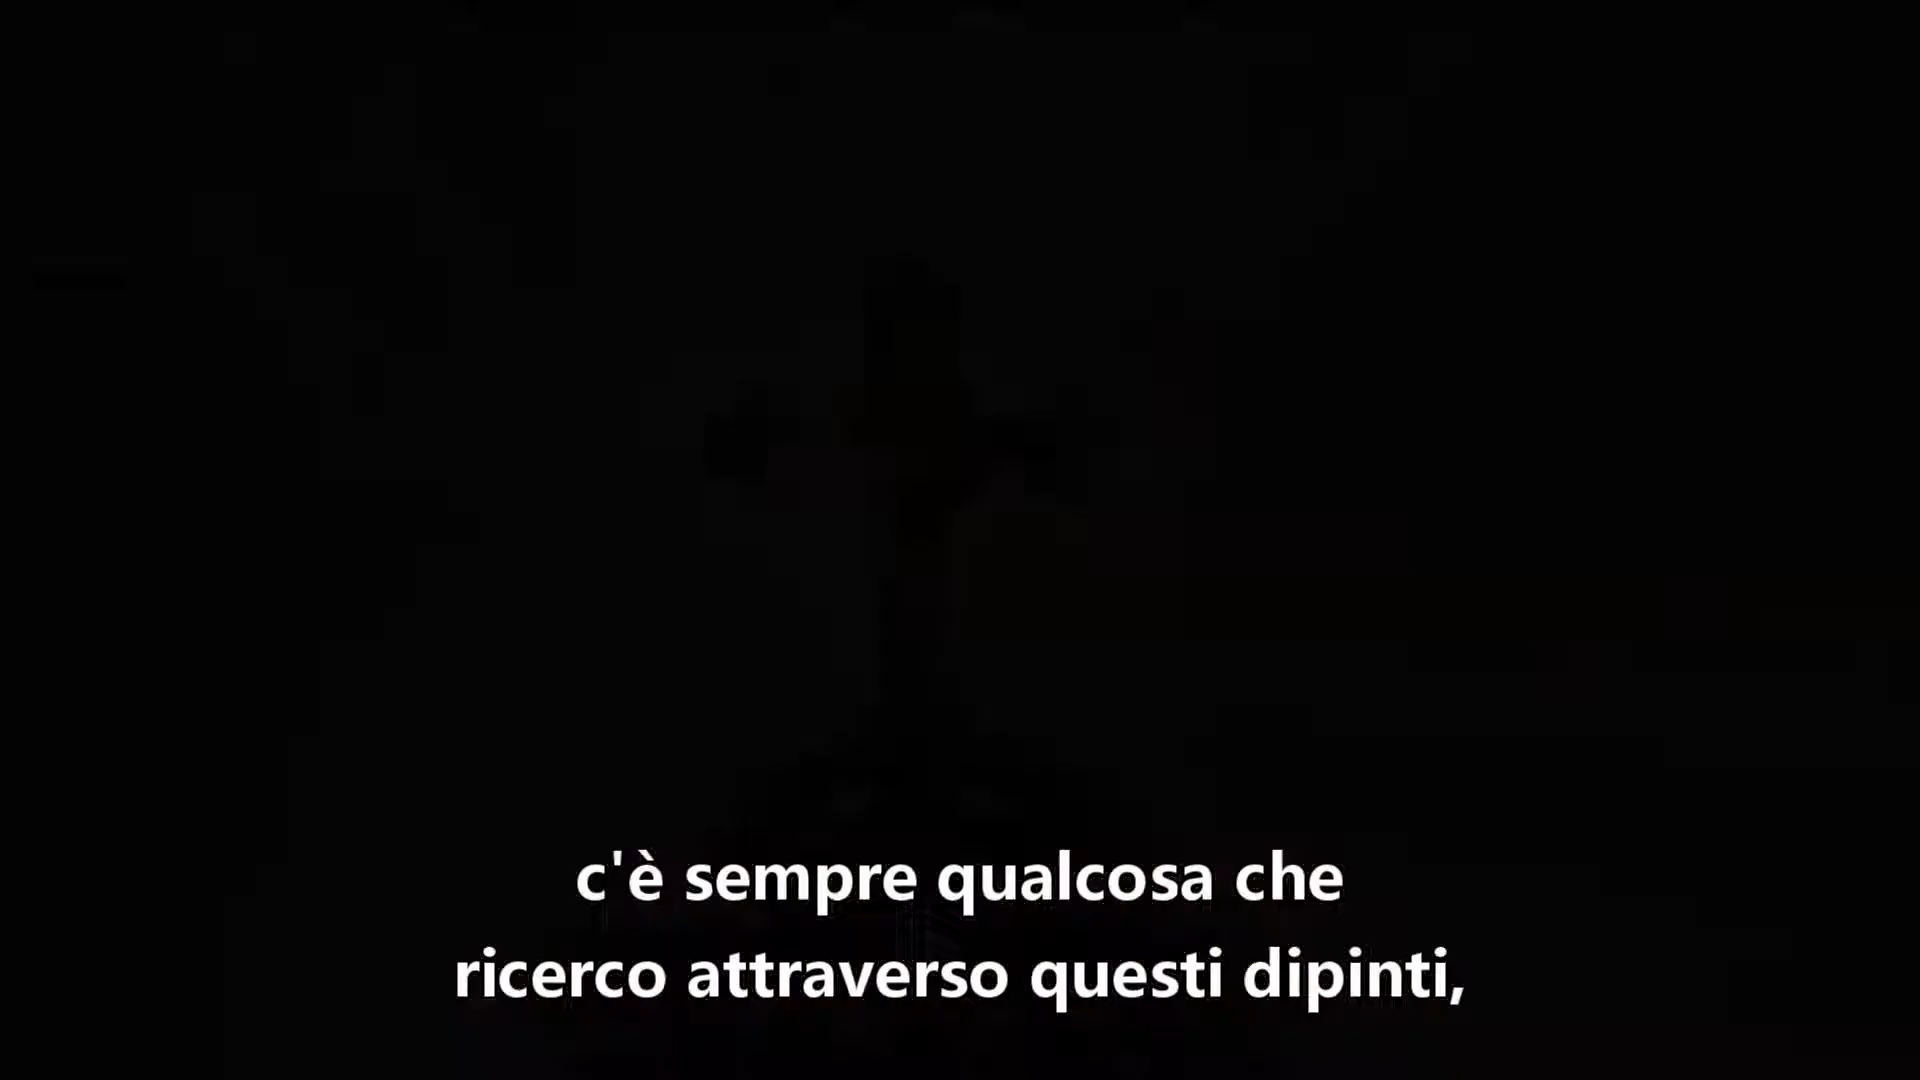 c'è sempre qualcosa che
ricerco attraverso questi dipinti,